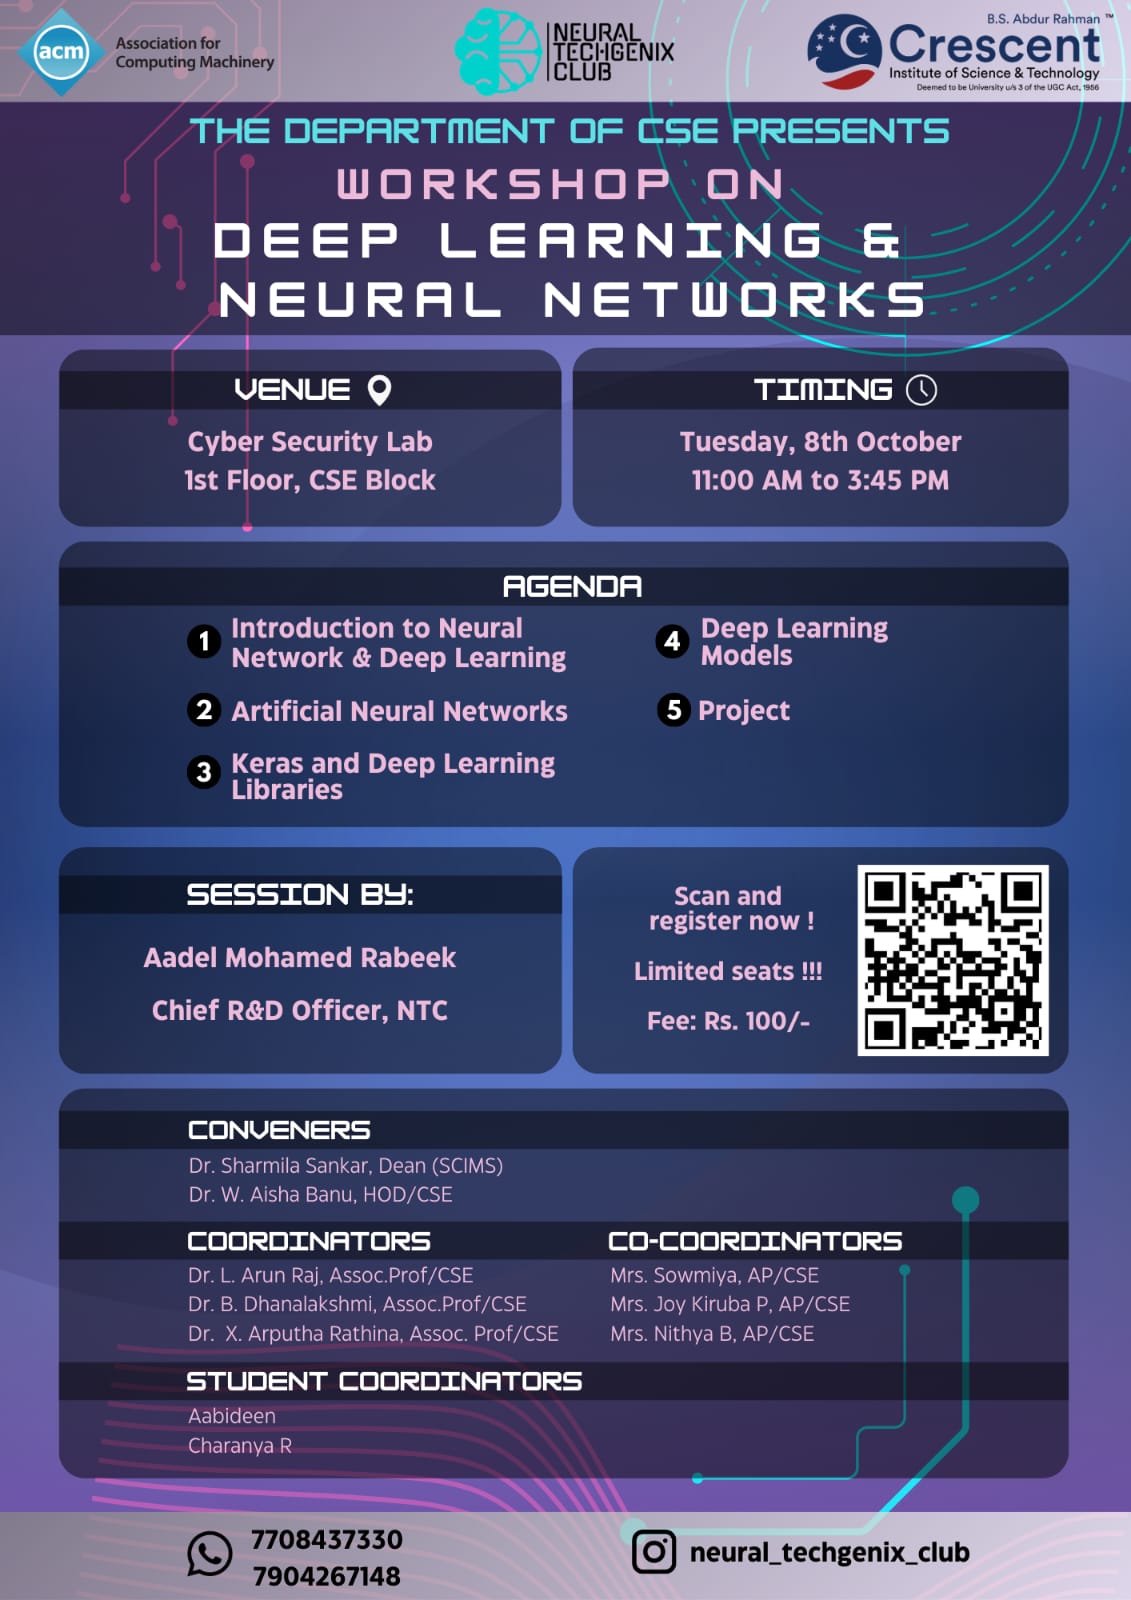 acm
Association for
Computing Machinery
NEURAL
TECHGENIX
CLUB
B.S. Abdur Rahman ™
Crescent
Institute of Science & Technology
Deemed to be University u/s 3 of the UGC Act, 1956
THE DEPARTMENT OF CSE PRESENTS
WORKSHOP ON
DEEP LEARNING &
NEURAL NETWORKS
VENUE
Cyber Security Lab
1st Floor, CSE Block
TIMING
Tuesday, 8th October
11:00 AM to 3:45 PM
AGENDA
1 Introduction to Neural
Network & Deep Learning
2 Artificial Neural Networks
3 Keras and Deep Learning
Libraries
4 Deep Learning
Models
5 Project
SESSION BY:
Aadel Mohamed Rabeek
Chief R&D Officer, NTC
Scan and
register now !
Limited seats !!!
Fee: Rs. 100/-
CONVENERS
Dr. Sharmila Sankar, Dean (SCIMS)
Dr. W. Aisha Banu, HOD/CSE
COORDINATORS
Dr. L. Arun Raj, Assoc.Prof/CSE
Dr. B. Dhanalakshmi, Assoc.Prof/CSE
Dr.  X. Arputha Rathina, Assoc. Prof/CSE
CO-COORDINATORS
Mrs. Sowmiya, AP/CSE
Mrs. Joy Kiruba P, AP/CSE
Mrs. Nithya B, AP/CSE
STUDENT COORDINATORS
Aabideen
Charanya R
7708437330
7904267148
neural_techgenix_club